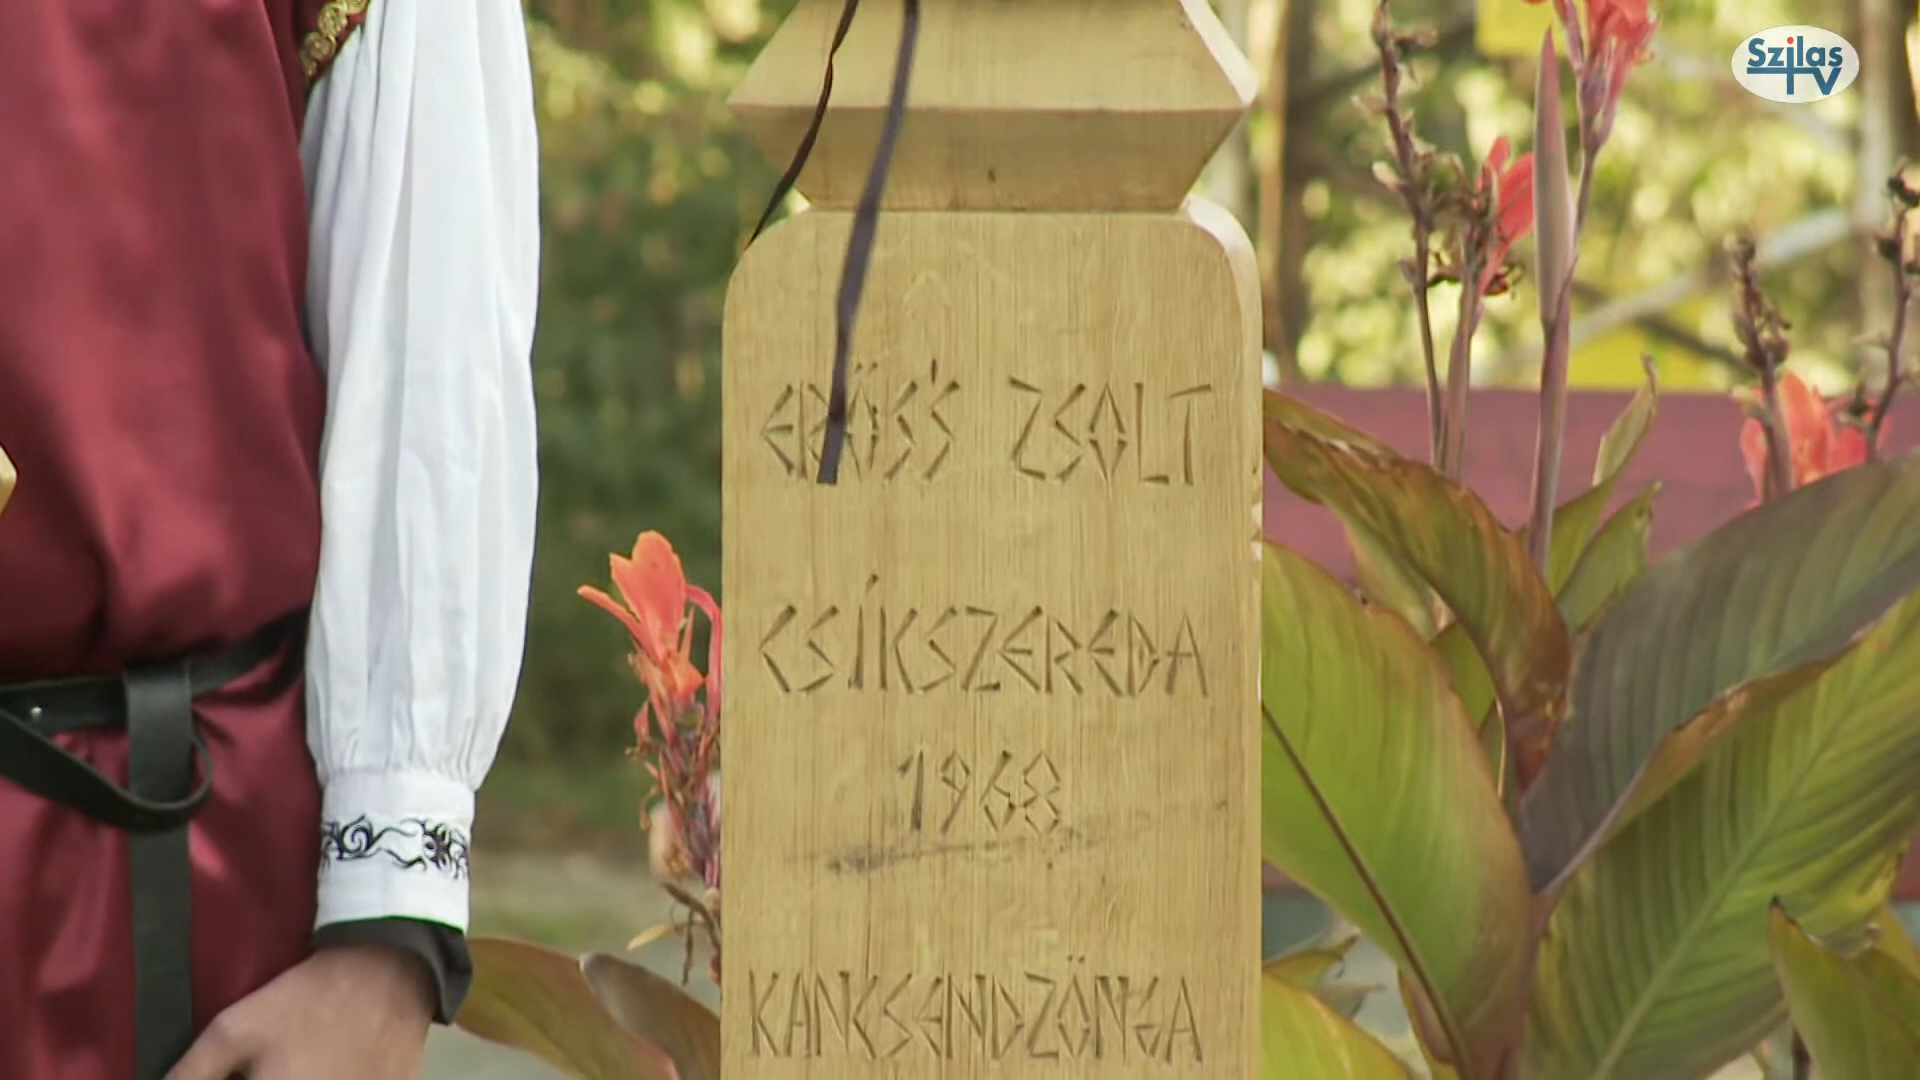 Szilas
TV
ERŐSS ZSOLT
CSÍKSZEREDA
1968
KANCSENDZÖNGA